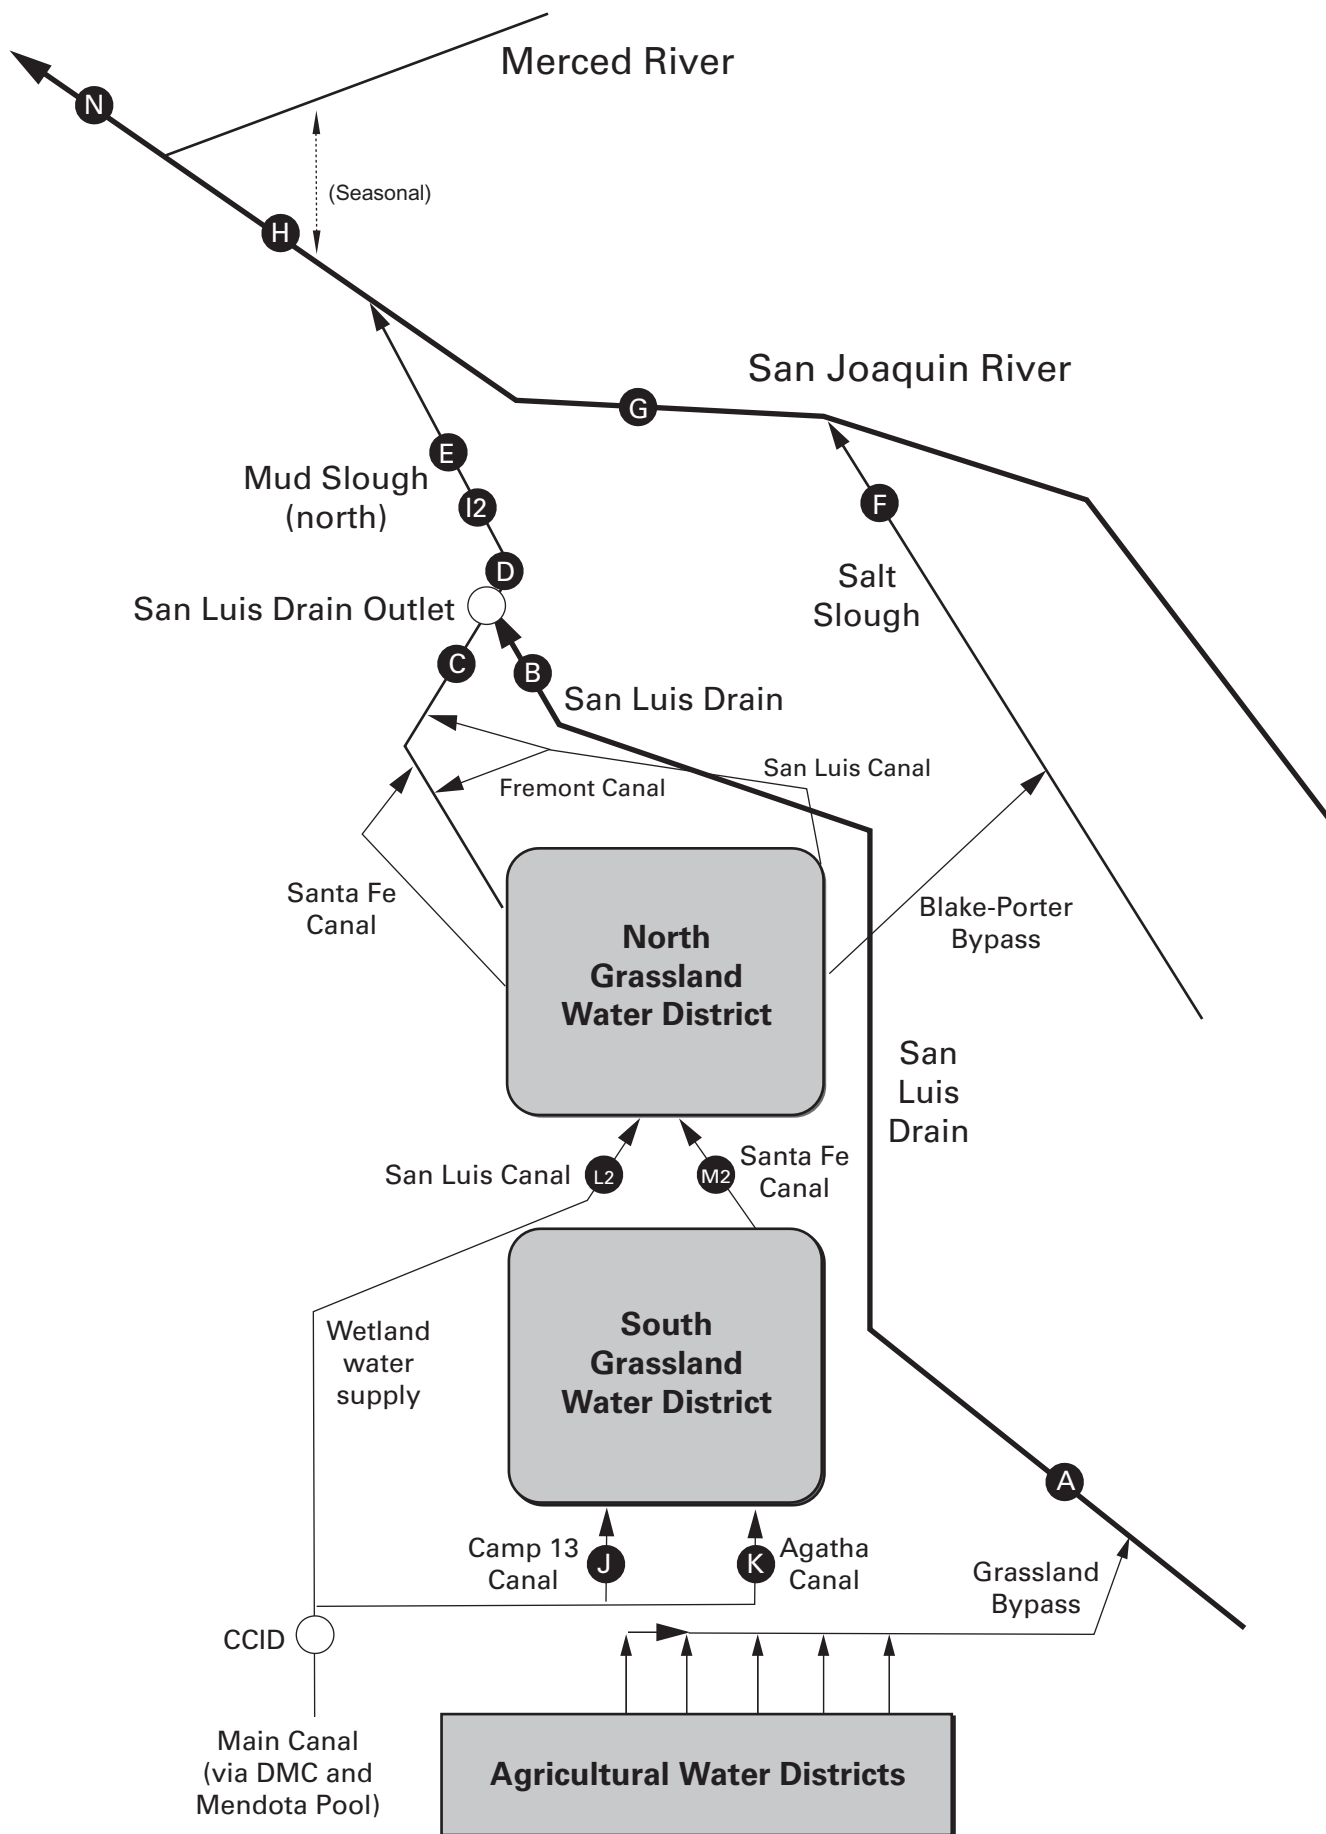 Merced River
N
(Seasonal)
H
San Joaquin River
G
E
Mud Slough
(north)
I2
F
D
Salt
Slough
San Luis Drain Outlet
C
B
San Luis Drain
San Luis Canal
Fremont Canal
Santa Fe
Canal
Blake-Porter
Bypass
North
Grassland
Water District
San
Luis
Drain
San Luis Canal
L2
M2
Santa Fe
Canal
Wetland
water
supply
South
Grassland
Water District
A
Camp 13
Canal
J
K
Agatha
Canal
Grassland
Bypass
CCID
Main Canal
(via DMC and
Mendota Pool)
Agricultural Water Districts